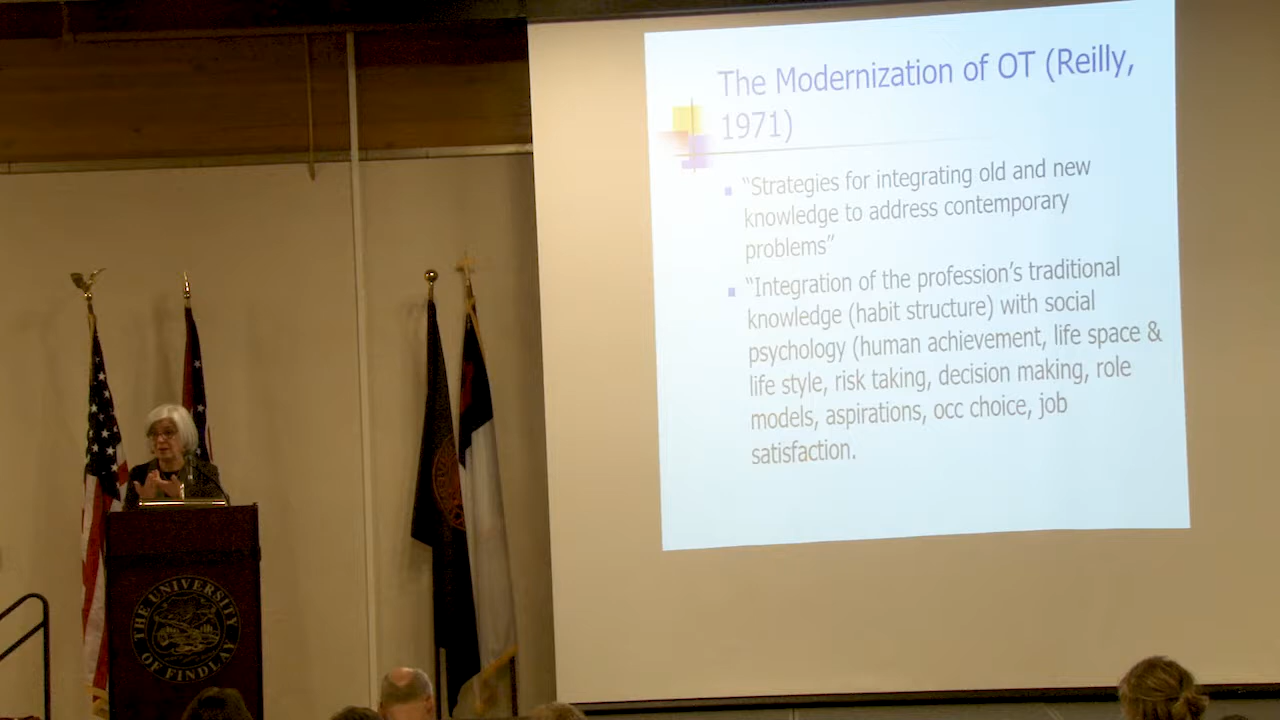 The Modernization of OT (Reilly,
1971)
“Strategies for integrating old and new
knowledge to address contemporary
problems”
“Integration of the profession’s traditional
knowledge (habit structure) with social
psychology (human achievement, life space &
life style, risk taking, decision making, role
models, aspirations, occ choice, job
satisfaction.
THE UNIVERSITY
OF FINDLAY